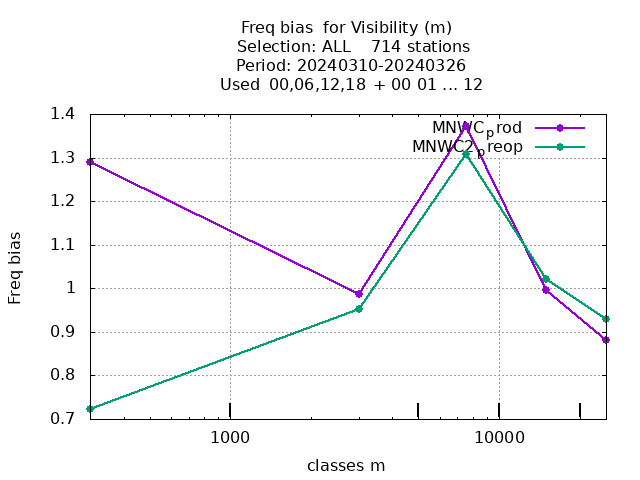 Freq bias  for Visibility (m)
Selection: ALL    714 stations
Period: 20240310-20240326
Used  00,06,12,18  + 00 01 ... 12
MNWC_prod
MNWC2_preop
1.4
1.3
1.2
1.1
1
0.9
0.8
0.7
Freq bias
1000
10000
classes m